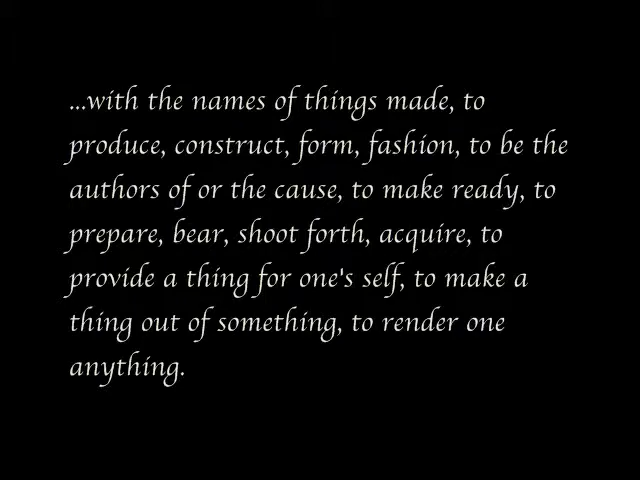 ...with the names of things made, to
produce, construct, form, fashion, to be the
authors of or the cause, to make ready, to
prepare, bear, shoot forth, acquire, to
provide a thing for one's self, to make a
thing out of something, to render one
anything.